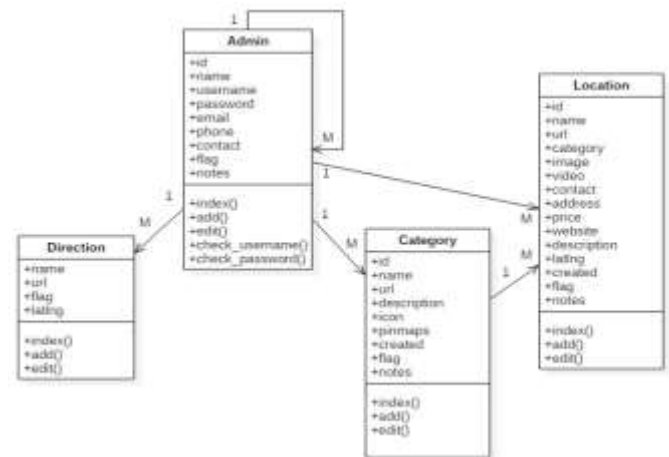 1
Admin
+id
+name
+username
+password
+email
+phone
+contact
+flag
+notes
+index()
+add()
+edit()
+check_username()
+check_password()
M
1
M
1
M
1
M
Direction
+name
+url
+flag
+latlng
+index()
+add()
+edit()
Category
+id
+name
+url
+description
+icon
+pinmaps
+created
+flag
+notes
+index()
+add()
+edit()
1
M
Location
+id
+name
+url
+category
+image
+video
+contact
+address
+price
+website
+description
+latlng
+created
+flag
+notes
+index()
+add()
+edit()